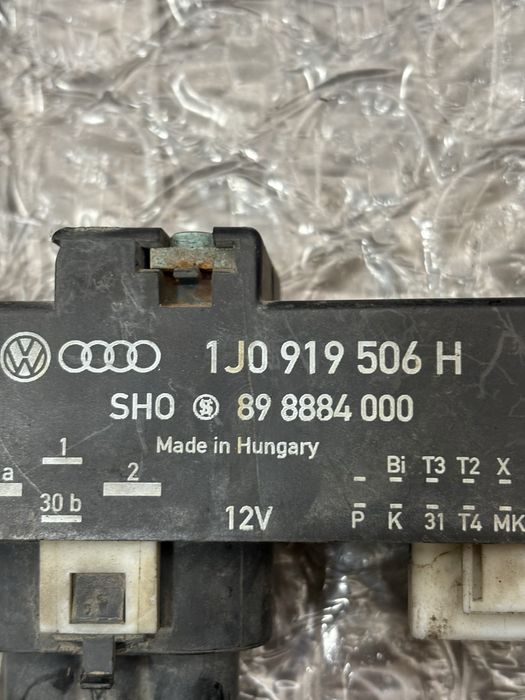 1J0 919 506 H
SHO 89 8884 000
Made in Hungary
1
a
2
30 b
12V
- Bi T3 T2 X
P K 31 T4 MK